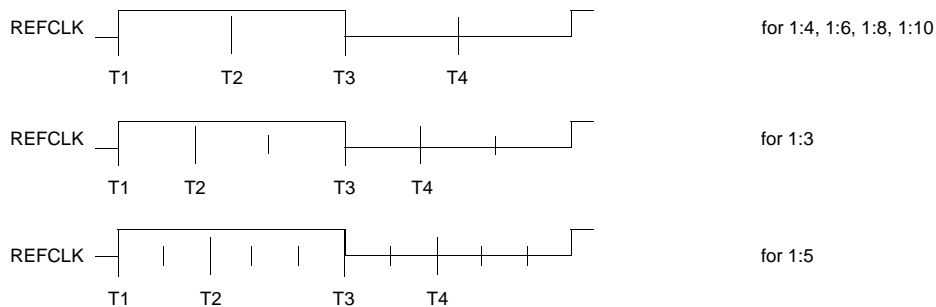 REFCLK for 1:4, 1:6, 1:8, 1:10
T1 T2 T3 T4
REFCLK for 1:3
T1 T2 T3 T4
REFCLK for 1:5
T1 T2 T3 T4